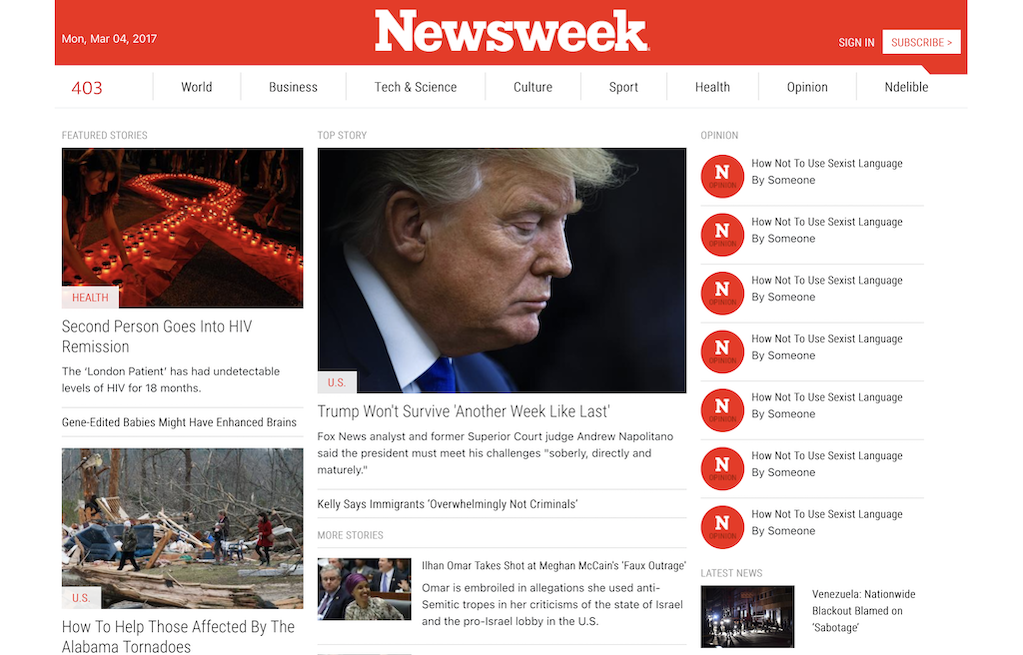 Newsweek
Mon, Mar 04, 2017
SIGN IN
SUBSCRIBE >
403
World
Business
Tech & Science
Culture
Sport
Health
Opinion
Ndelible
FEATURED STORIES
HEALTH
Second Person Goes Into HIV
Remission
The ‘London Patient’ has had undetectable
levels of HIV for 18 months.
Gene-Edited Babies Might Have Enhanced Brains
U.S.
How To Help Those Affected By The
Alabama Tornadoes
TOP STORY
U.S.
Trump Won't Survive 'Another Week Like Last'
Fox News analyst and former Superior Court judge Andrew Napolitano
said the president must meet his challenges "soberly, directly and
maturely."
Kelly Says Immigrants ‘Overwhelmingly Not Criminals’
MORE STORIES
Ilhan Omar Takes Shot at Meghan McCain's ‘Faux Outrage’
Omar is embroiled in allegations she used anti-
Semitic tropes in her criticisms of the state of Israel
and the pro-Israel lobby in the U.S.
OPINION
N
OPINION
How Not To Use Sexist Language
By Someone
N
OPINION
How Not To Use Sexist Language
By Someone
N
OPINION
How Not To Use Sexist Language
By Someone
N
OPINION
How Not To Use Sexist Language
By Someone
N
OPINION
How Not To Use Sexist Language
By Someone
N
OPINION
How Not To Use Sexist Language
By Someone
N
OPINION
How Not To Use Sexist Language
By Someone
LATEST NEWS
Venezuela: Nationwide
Blackout Blamed on
‘Sabotage’